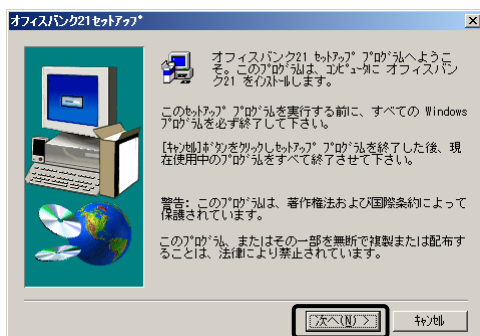 オフィスバンク21セットアップ
オフィスバンク21 セットアップ プログラムへようこ
そ。このプログラムは、コンピュータに オフィスバン
ク21 をインストールします。
このセットアップ プログラムを実行する前に、すべての Windows
プログラムを必ず終了して下さい。
[キャンセル]ボタンをクリックしセットアップ プログラムを終了した後、現
在使用中のプログラムをすべて終了させて下さい。
警告: このプログラムは、著作権法および国際条約によって
保護されています。
このプログラム、またはその一部を無断で複製または配布す
ることは、法律により禁止されています。
次へ(N) >
キャンセル